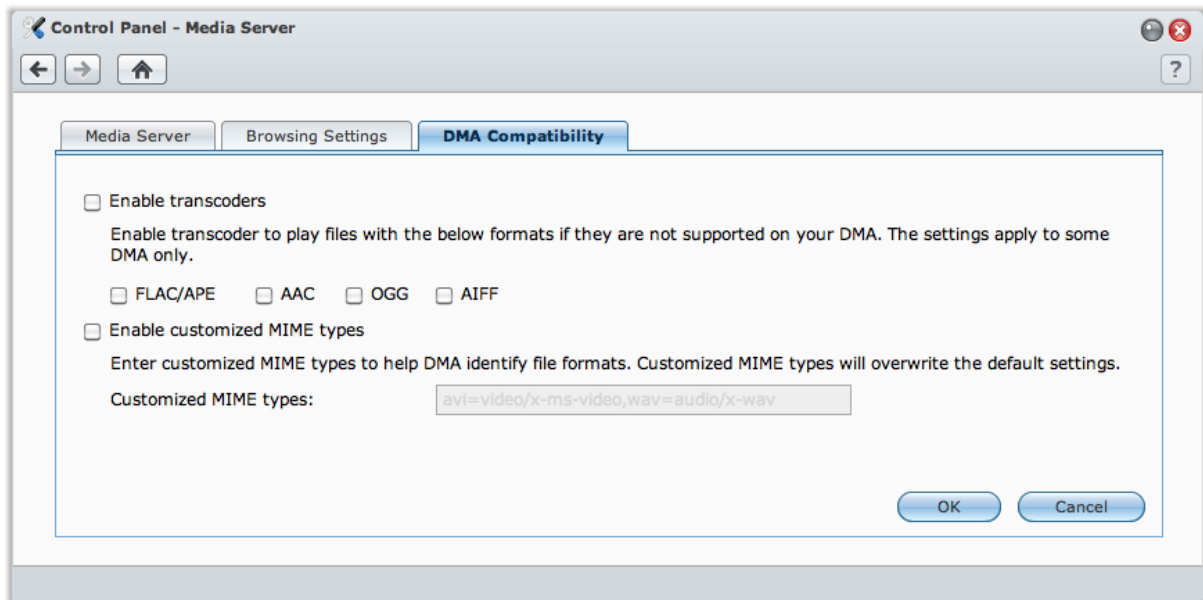 Control Panel - Media Server
?
Media Server
Browsing Settings
DMA Compatibility
Enable transcoders
Enable transcoder to play files with the below formats if they are not supported on your DMA. The settings apply to some
DMA only.
FLAC/APE AAC OGG AIFF
Enable customized MIME types
Enter customized MIME types to help DMA identify file formats. Customized MIME types will overwrite the default settings.
Customized MIME types: avi=video/x-ms-video,wav=audio/x-wav
OK Cancel